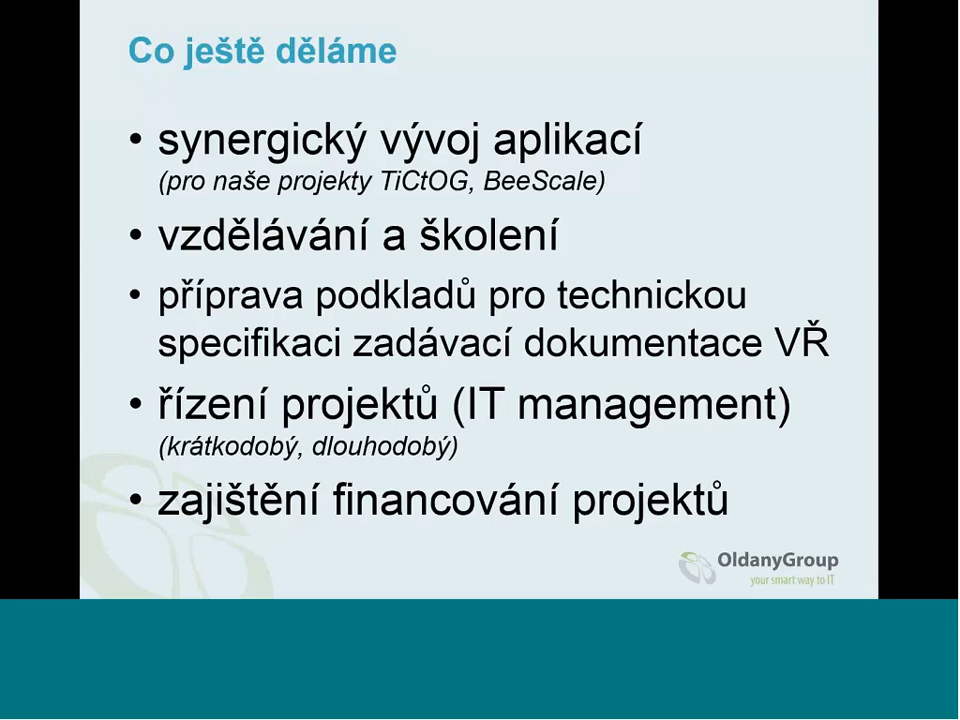 Co ještě děláme
• synergický vývoj aplikací
(pro naše projekty TiCtOG, BeeScale)
• vzdělávání a školení
• příprava podkladů pro technickou
specifikaci zadávací dokumentace VŘ
• řízení projektů (IT management)
(krátkodobý, dlouhodobý)
• zajištění financování projektů
OldanyGroup
your smart way to IT